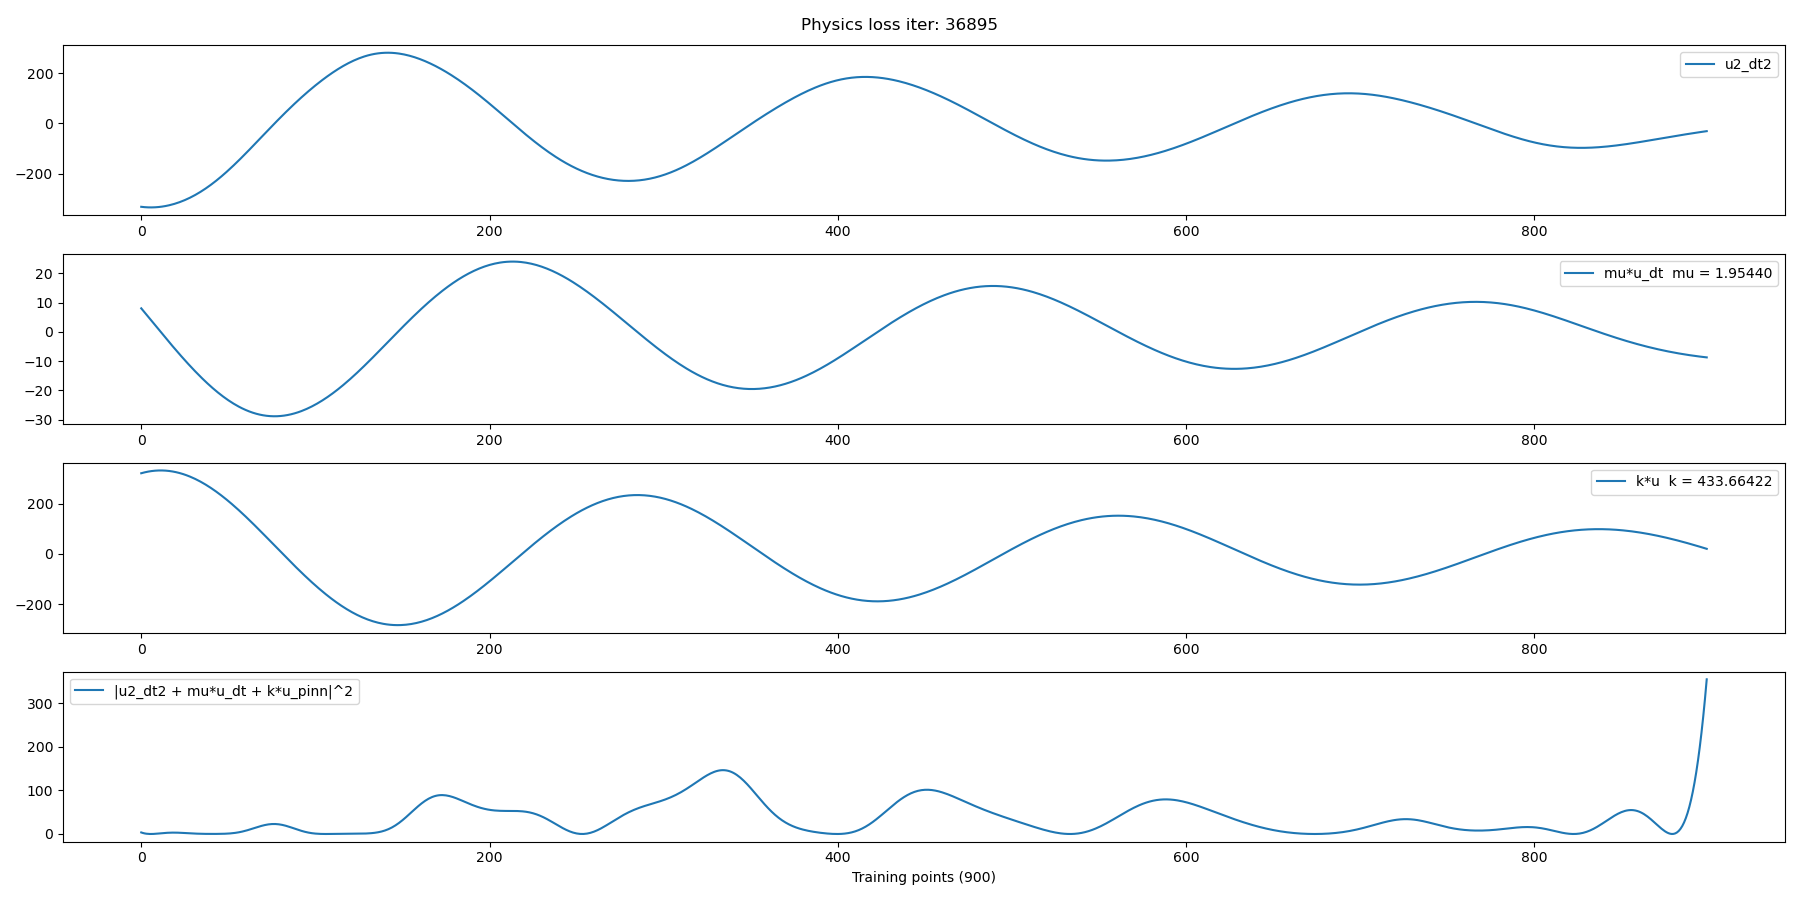 Physics loss iter: 36895
u2_dt2
200
0
−200
0 200 400 600 800
mu*u_dt mu = 1.95440
20
10
0
−10
−20
−30
0 200 400 600 800
k*u k = 433.66422
200
0
−200
0 200 400 600 800
|u2_dt2 + mu*u_dt + k*u_pinn|^2
300
200
100
0
0 200 400 600 800
Training points (900)